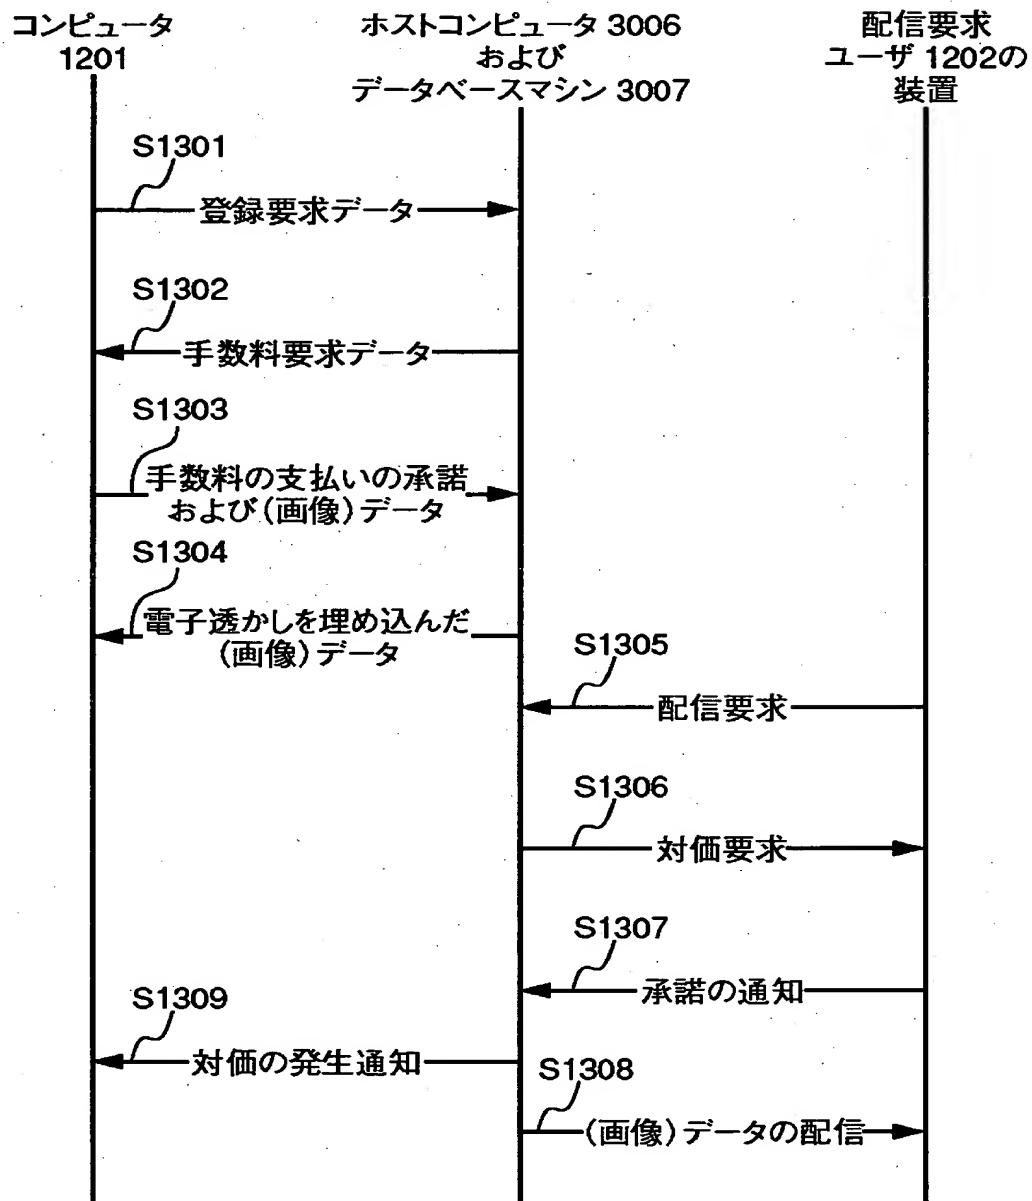 コンピュータ
1201
ホストコンピュータ 3006
および
データベースマシン 3007
配信要求
ユーザ 1202の
装置
S1301
登録要求データ
S1302
手数料要求データ
S1303
手数料の支払いの承諾
および(画像)データ
S1304
電子透かしを埋め込んだ
(画像)データ
S1305
配信要求
S1306
対価要求
S1307
承諾の通知
S1309
対価の発生通知
S1308
(画像)データの配信